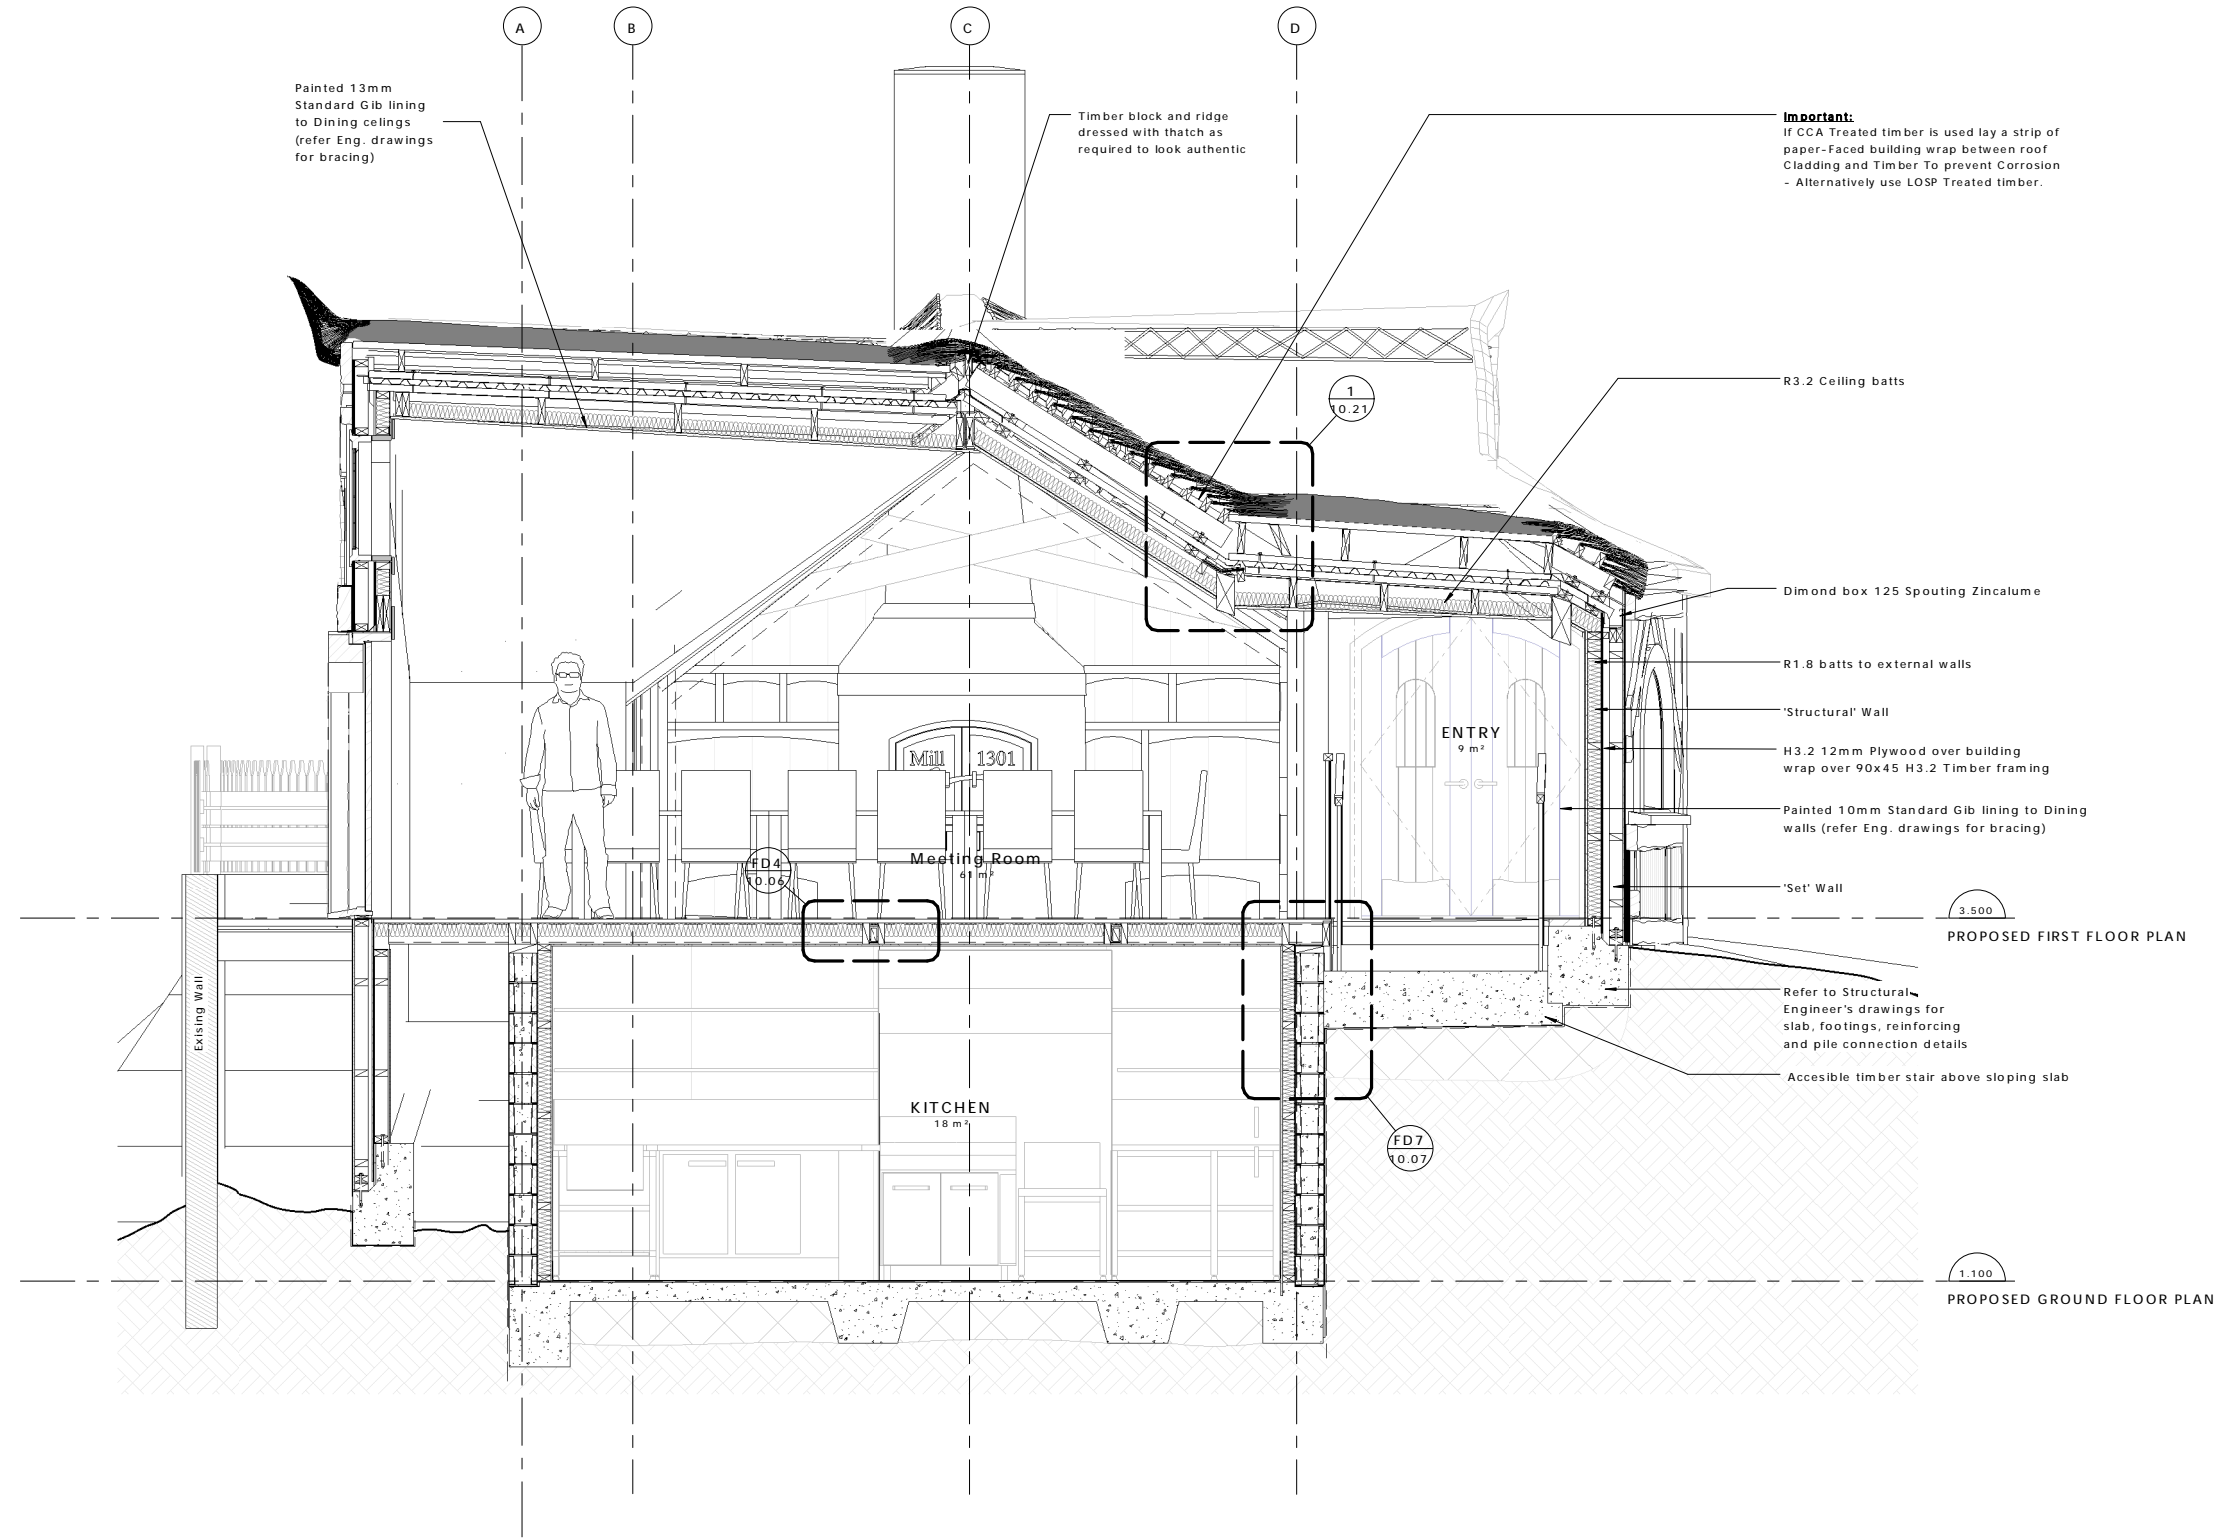 A
B
C
D
Painted 13mm
Standard Gib lining
to Dining celings
(refer Eng. drawings
for bracing)
Timber block and ridge
dressed with thatch as
required to look authentic
Important:
If CCA Treated timber is used lay a strip of
paper-Faced building wrap between roof
Cladding and Timber To prevent Corrosion
- Alternatively use LOSP Treated timber.
1
10.21
R3.2 Ceiling batts
Dimond box 125 Spouting Zincalume
R1.8 batts to external walls
'Structural' Wall
H3.2 12mm Plywood over building
wrap over 90x45 H3.2 Timber framing
Painted 10mm Standard Gib lining to Dining
walls (refer Eng. drawings for bracing)
'Set' Wall
ENTRY
9 m²
Mill 1301
Meeting Room
61 m²
FD4
10.06
3.500
PROPOSED FIRST FLOOR PLAN
Exising Wall
Refer to Structural
Engineer's drawings for
slab, footings, reinforcing
and pile connection details
Accesible timber stair above sloping slab
KITCHEN
18 m²
FD7
10.07
1.100
PROPOSED GROUND FLOOR PLAN